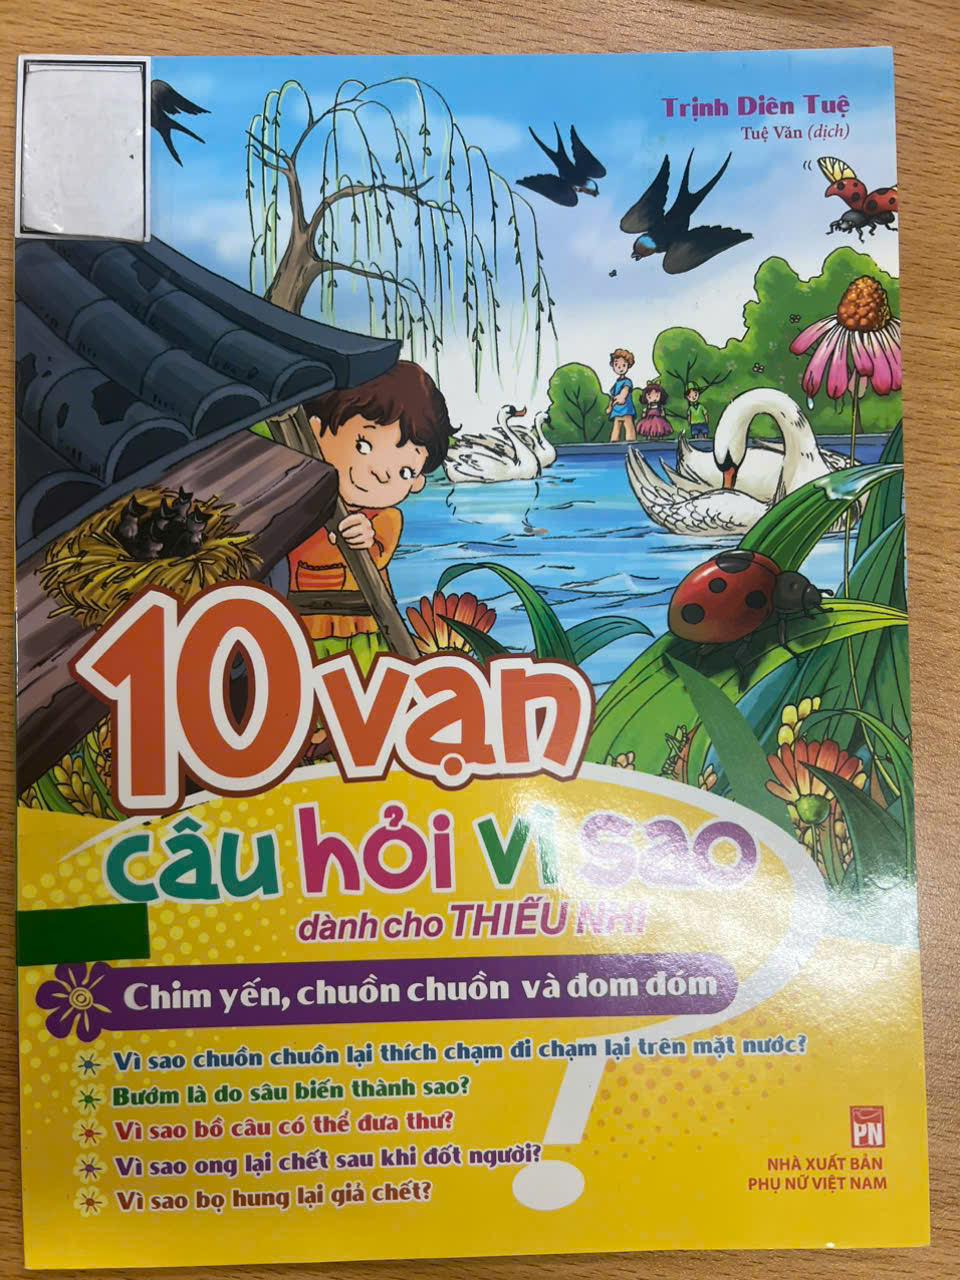 Trịnh Diên Tuệ
Tuệ Văn (dịch)
10 vạn
câu hỏi vì sao
dành cho THIẾU NHI
Chim yến, chuồn chuồn và đom đóm
Vì sao chuồn chuồn lại thích chạm đi chạm lại trên mặt nước?
Bướm là do sâu biến thành sao?
Vì sao bồ câu có thể đưa thư?
Vì sao ong lại chết sau khi đốt người?
Vì sao bọ hung lại giả chết?
PN
NHÀ XUẤT BẢN
PHỤ NỮ VIỆT NAM